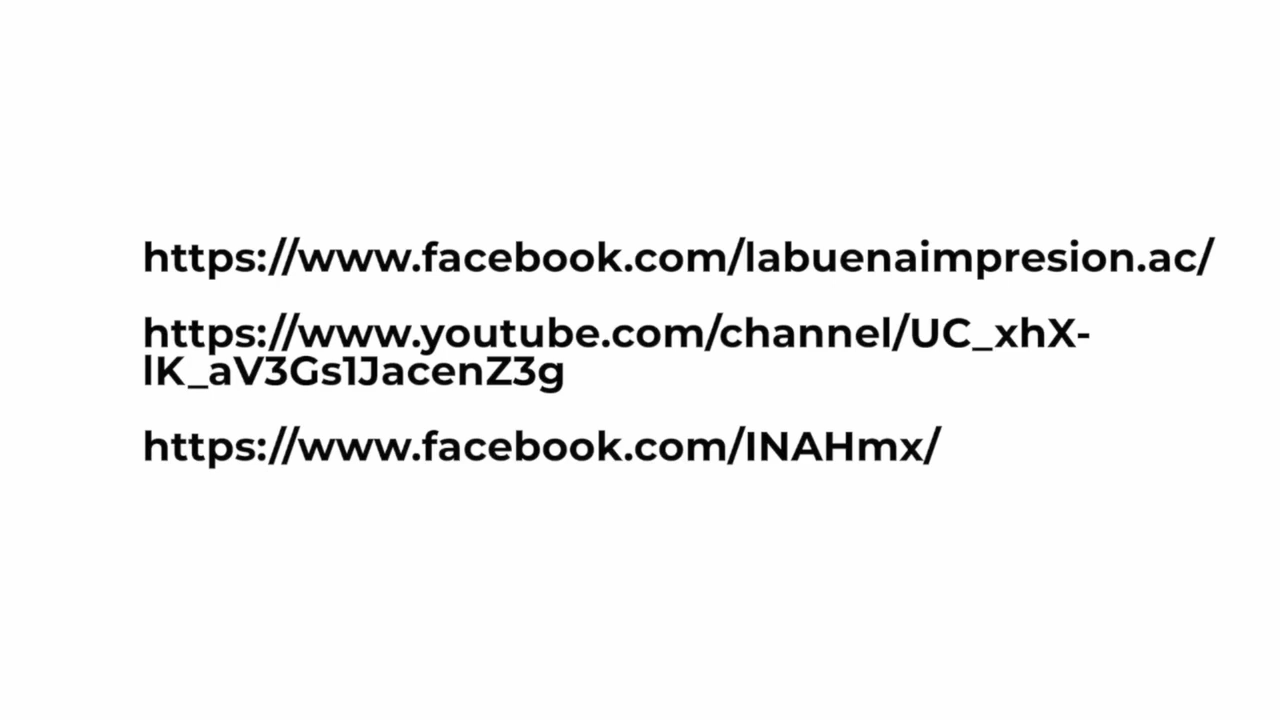 https://www.facebook.com/labuenaimpresion.ac/
https://www.youtube.com/channel/UC_xhX-
lK_aV3Gs1JacenZ3g
https://www.facebook.com/INAHmx/